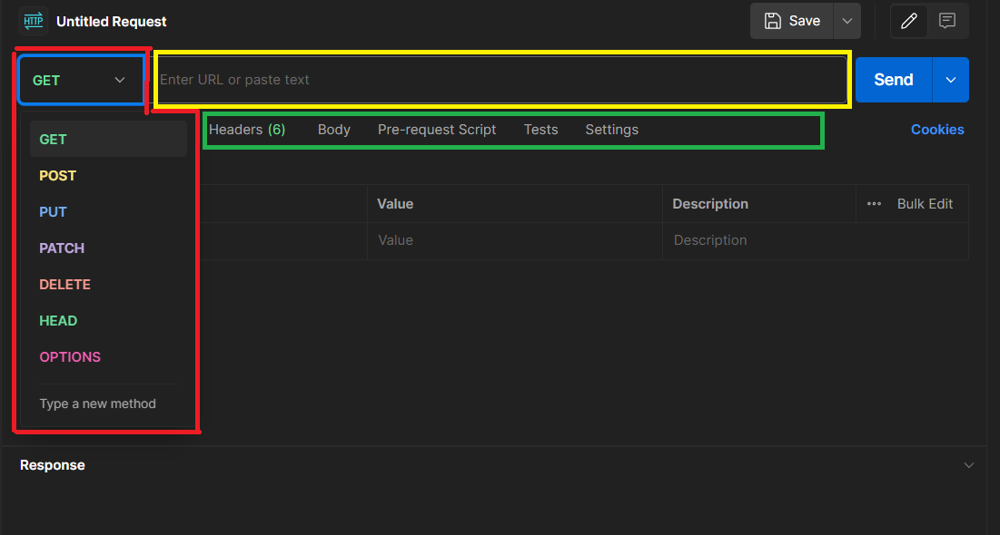 HTTP Untitled Request Save
GET Enter URL or paste text Send
Headers (6) Body Pre-request Script Tests Settings Cookies
GET
POST
PUT
PATCH
DELETE
HEAD
OPTIONS
Type a new method
Value Description Bulk Edit
Value Description
Response